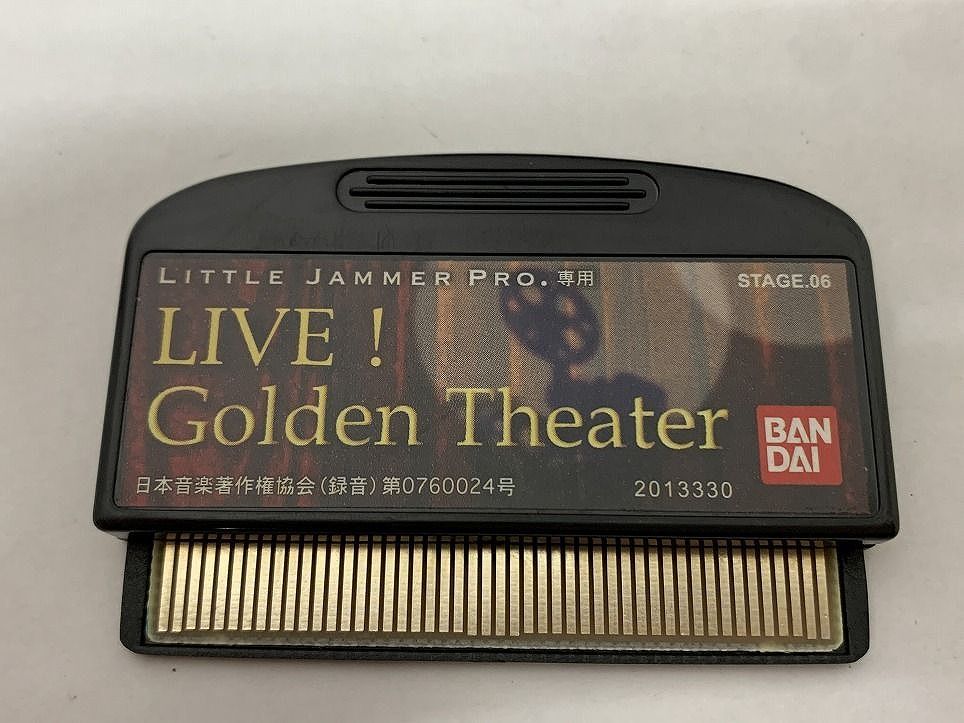 LITTLE JAMMER PRO. 専用
STAGE.06
LIVE !
Golden Theater
BAN
DAI
日本音楽著作権協会(録音)第0760024号
2013330